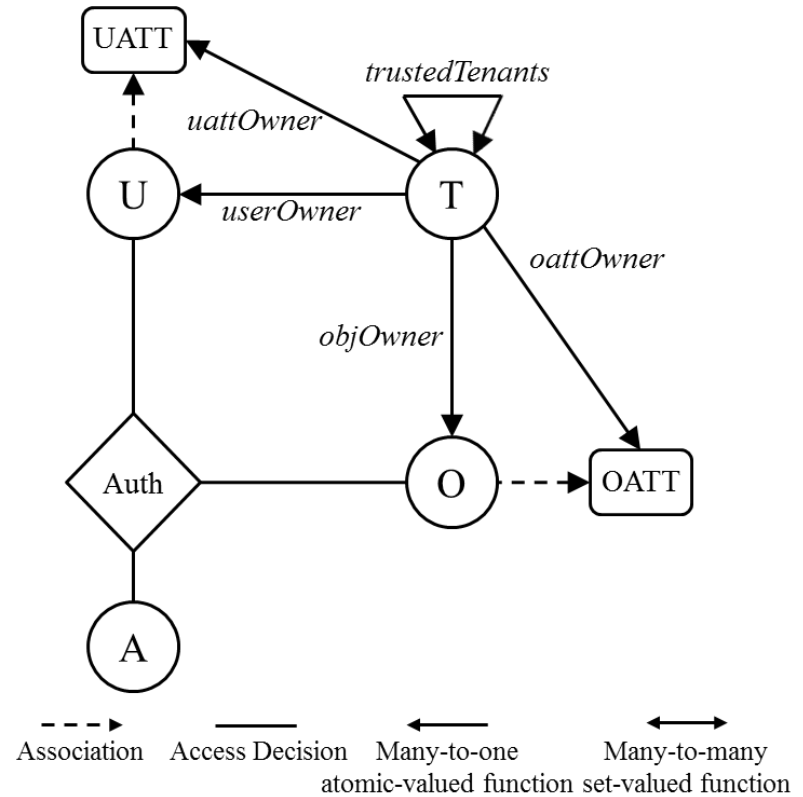 UATT
trustedTenants
uattOwner
U
T
userOwner
oattOwner
objOwner
Auth
O
OATT
A
Association
Access Decision
Many-to-one
atomic-valued function
Many-to-many
set-valued function